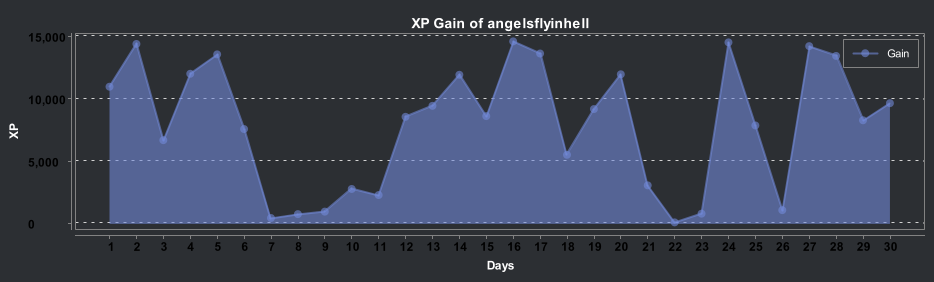 XP Gain of angelsflyinhell
15,000
Gain
10,000
XP
5,000
0
1 2 3 4 5 6 7 8 9 10 11 12 13 14 15 16 17 18 19 20 21 22 23 24 25 26 27 28 29 30
Days